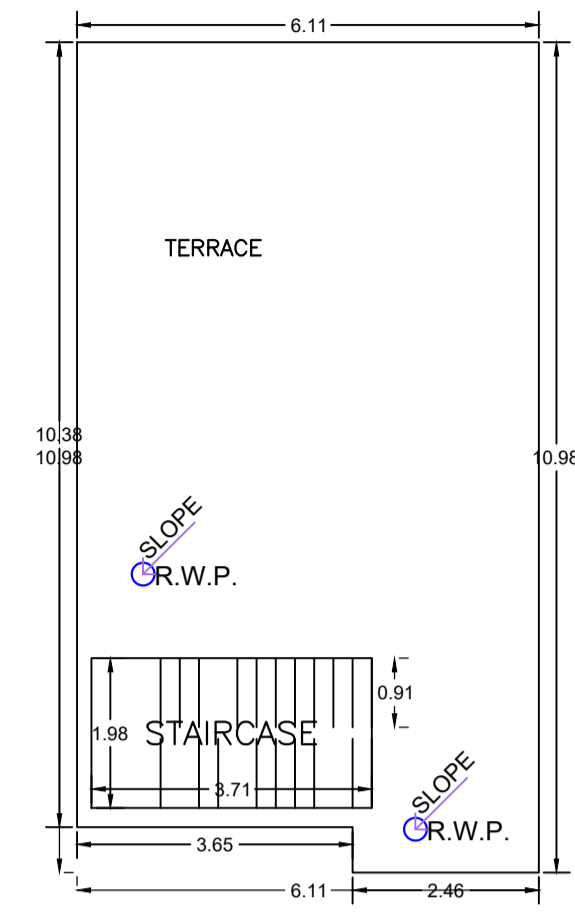 6.11
TERRACE
10.38
10.98
10.98
SLOPE
R.W.P.
0.91
1.98
STAIRCASE
3.71
SLOPE
R.W.P.
3.65
6.11
2.46